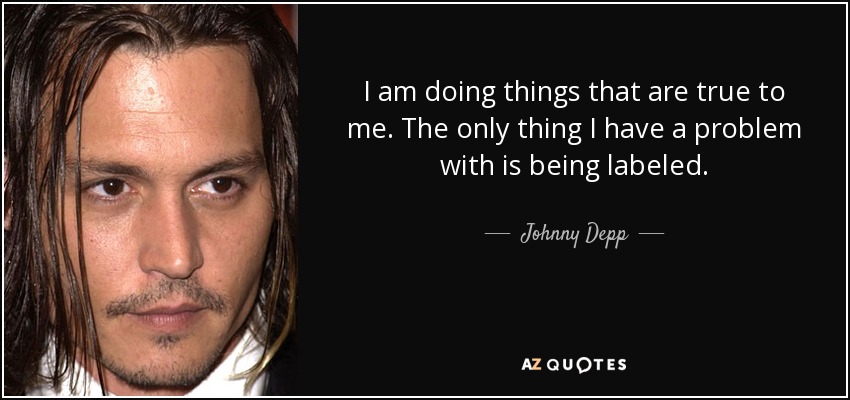 I am doing things that are true to
me. The only thing I have a problem
with is being labeled.
Johnny Depp
AZ QUOTES